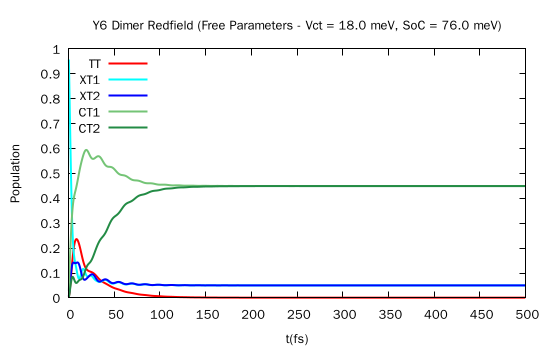 Y6 Dimer Redfield (Free Parameters - Vct = 18.0 meV, SoC = 76.0 meV)
1
0.9
0.8
0.7
0.6
0.5
0.4
0.3
0.2
0.1
0
Population
TT
XT1
XT2
CT1
CT2
0 50 100 150 200 250 300 350 400 450 500
t(fs)